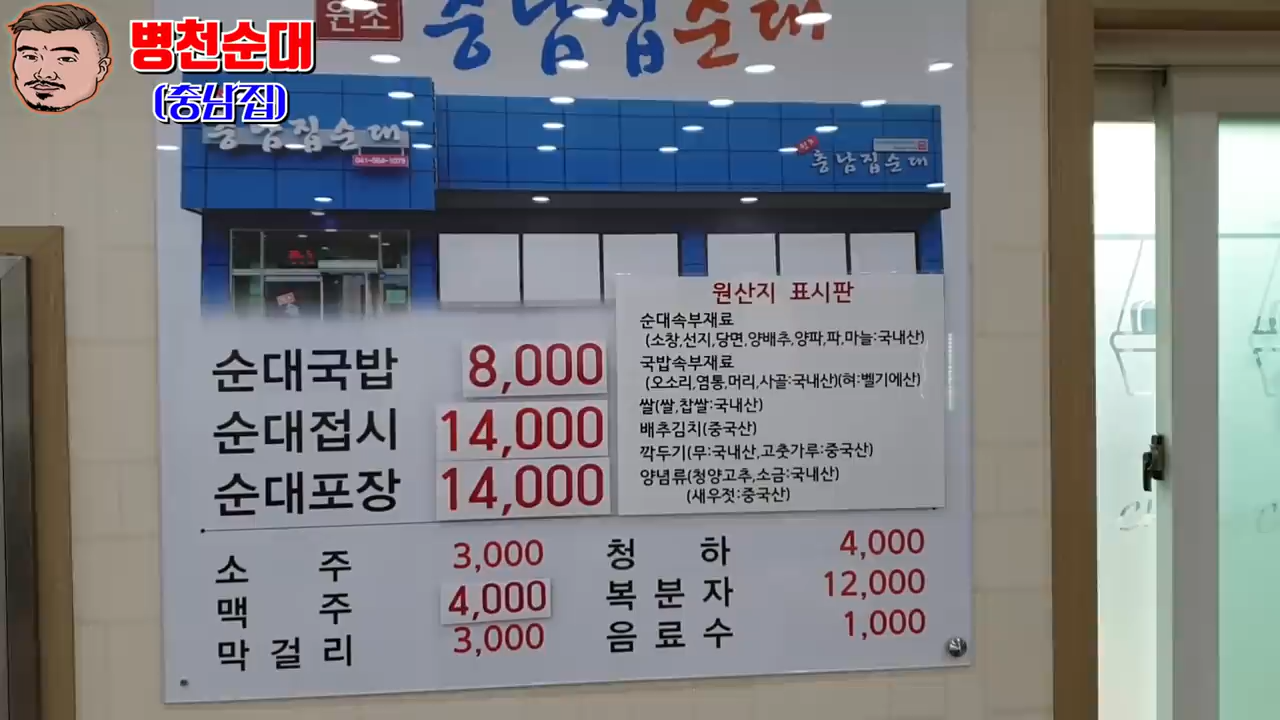 병천순대
(충남집)
원조
충남집순대
충남집순대
041-564-1079
충남집순대
원산지 표시판
순대속부재료
(소창,선지,당면,양배추,양파,파,마늘:국내산)
국밥속부재료
(오소리,염통,머리,사골:국내산)(혀:벨기에산)
쌀(쌀,찹쌀:국내산)
배추김치(중국산)
깍두기(무:국내산,고춧가루:중국산)
양념류(청양고추,소금:국내산)
(새우젓:중국산)
순대국밥 8,000
순대접시 14,000
순대포장 14,000
소 주 3,000 청 하 4,000
맥 주 4,000 복분자 12,000
막걸리 3,000 음료수 1,000